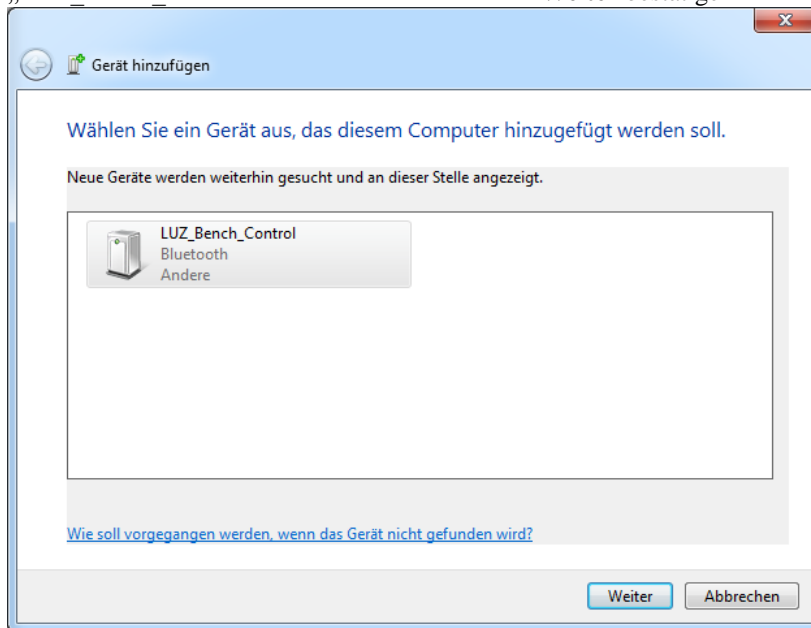 Gerät hinzufügen
Wählen Sie ein Gerät aus, das diesem Computer hinzugefügt werden soll.
Neue Geräte werden weiterhin gesucht und an dieser Stelle angezeigt.
LUZ_Bench_Control
Bluetooth
Andere
Wie soll vorgegangen werden, wenn das Gerät nicht gefunden wird?
Weiter
Abbrechen